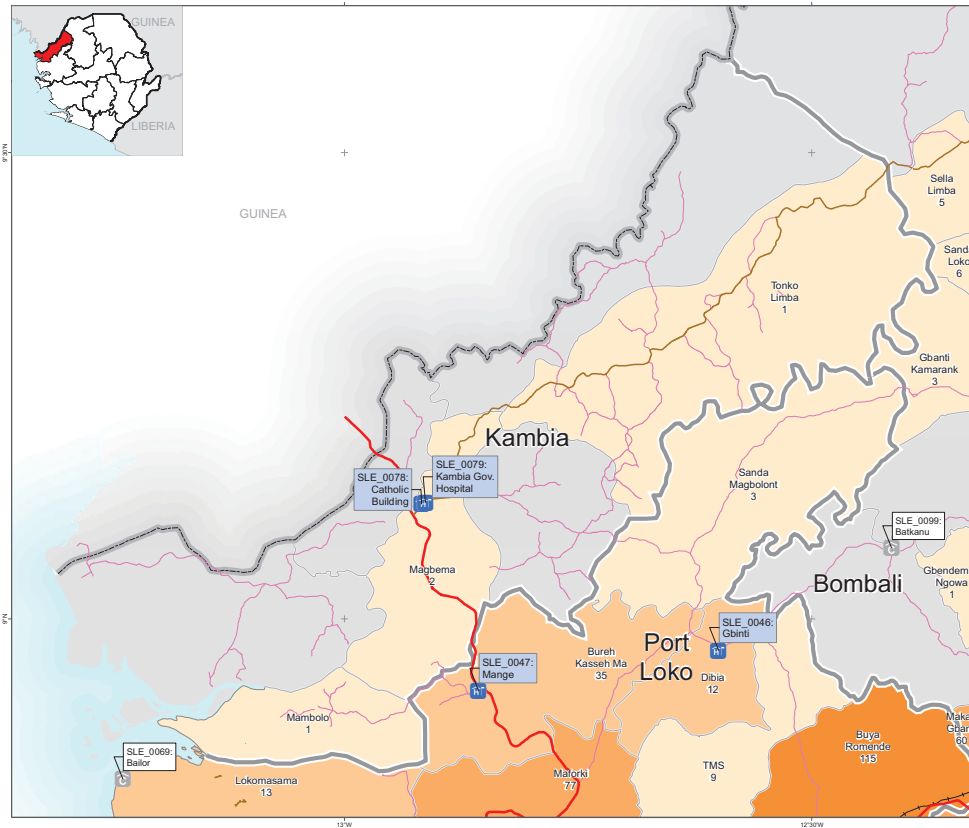 GUINEA
LIBERIA
9°30'N
GUINEA
Sella
Limba
5
Sanda
Loko
6
Tonko
Limba
1
Gbanti
Kamarank
3
Kambia
SLE_0078:
Catholic
Building
SLE_0079:
Kambia Gov.
Hospital
Sanda
Magbolont
3
SLE_0099:
Batkanu
Magbema
2
Bombali
Gbendem
Ngowa
1
9°N
SLE_0046:
Gbinti
Port
Loko
Bureh
Kasseh Ma
35
SLE_0047:
Mange
Dibia
12
Mambolo
1
Buya
Romende
115
Gban
60
SLE_0069:
Bailor
Lokomasama
13
Maforki
77
TMS
9
13°W
12°30'W